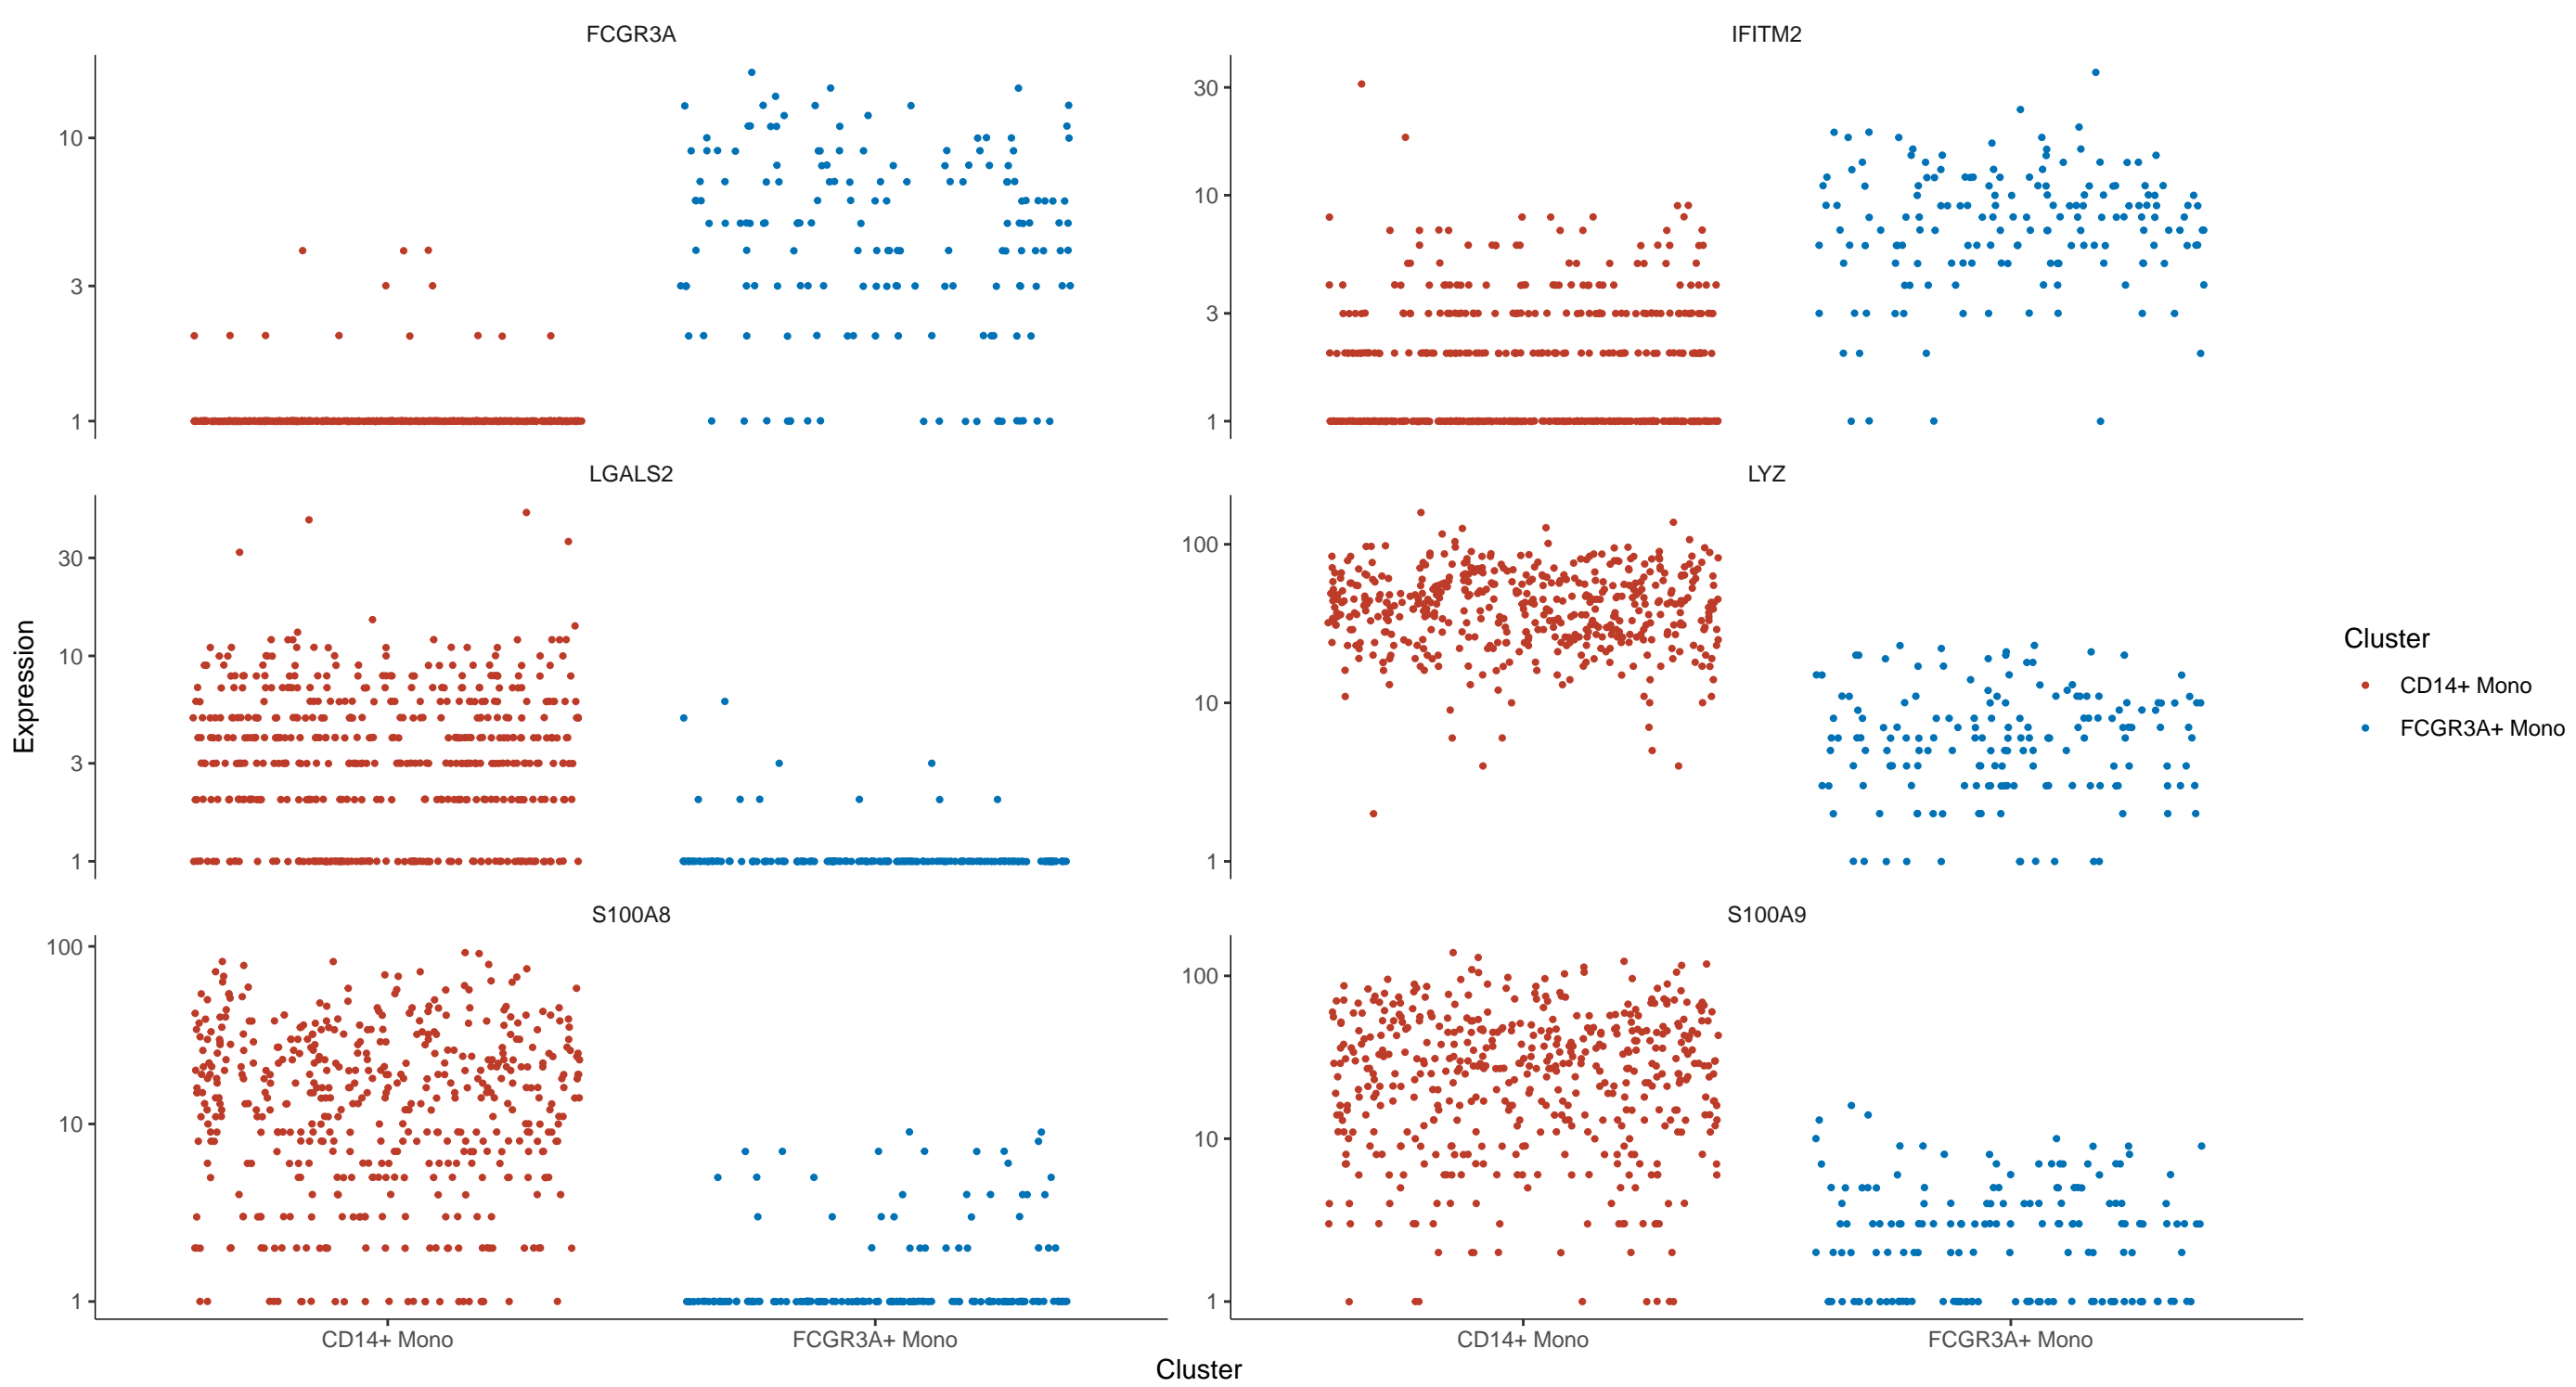 FCGR3A
IFITM2
10
3
1
30
10
3
1
LGALS2
LYZ
30
10
3
1
100
10
1
S100A8
S100A9
100
10
1
100
10
1
CD14+ Mono
FCGR3A+ Mono
CD14+ Mono
FCGR3A+ Mono
Cluster
Expression
Cluster
CD14+ Mono
FCGR3A+ Mono